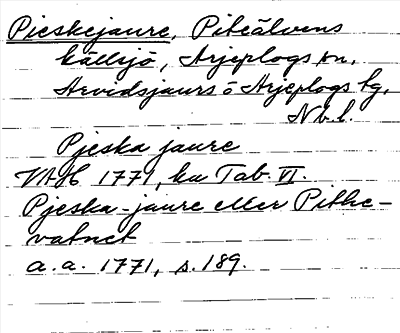 Pieskejaure, Piteälvens
källsjö, Arjeplogs sn,
Arvidsjaurs o Arjeplogs tg,
Nb.l.
Pjeska jaure
VAH 1771, ka Tab. VI.
Pjeska-jaure eller Pithe-
vatnet
a. a. 1771, s. 189.